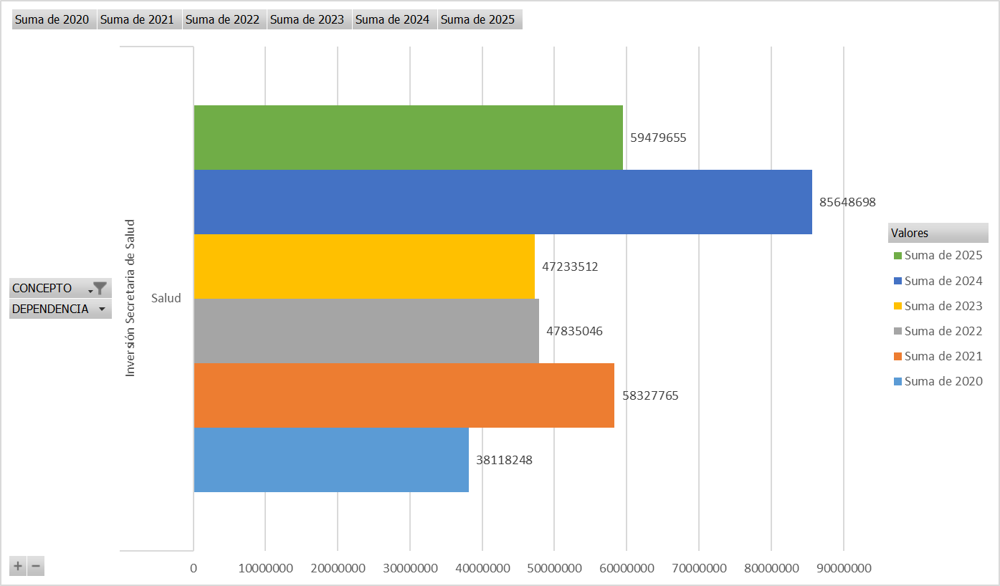 Suma de 2020 Suma de 2021 Suma de 2022 Suma de 2023 Suma de 2024 Suma de 2025
59479655
85648698
47233512
47835046
58327765
38118248
Inversión Secretaria de Salud
Salud
CONCEPTO
DEPENDENCIA
Valores
Suma de 2025
Suma de 2024
Suma de 2023
Suma de 2022
Suma de 2021
Suma de 2020
+ −
0 10000000 20000000 30000000 40000000 50000000 60000000 70000000 80000000 90000000